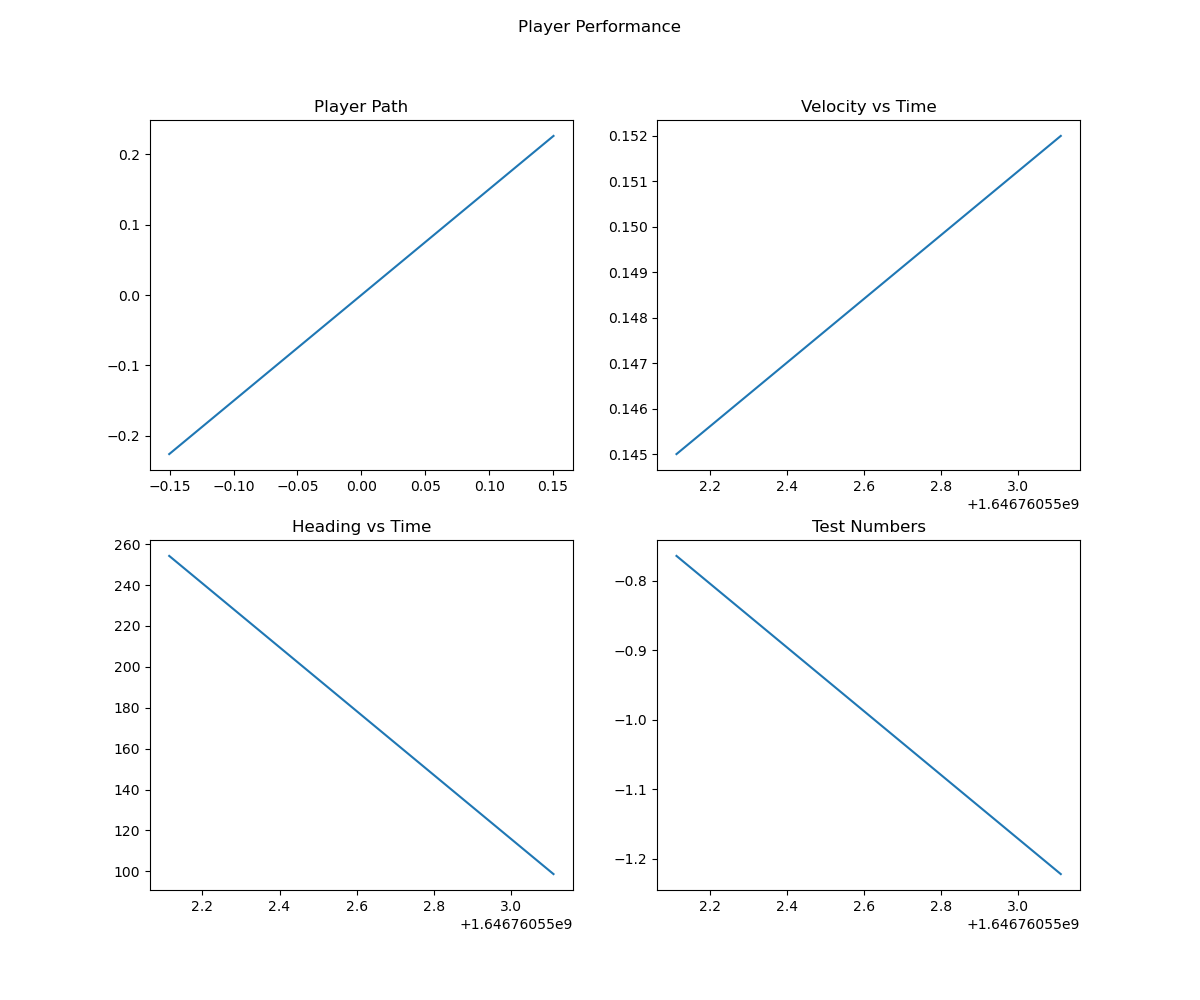 Player Performance
Player Path
0.2
0.1
0.0
−0.1
−0.2
−0.15 −0.10 −0.05 0.00 0.05 0.10 0.15
Velocity vs Time
0.152
0.151
0.150
0.149
0.148
0.147
0.146
0.145
2.2 2.4 2.6 2.8 3.0
+1.64676055e9
Heading vs Time
260
240
220
200
180
160
140
120
100
2.2 2.4 2.6 2.8 3.0
+1.64676055e9
Test Numbers
−0.8
−0.9
−1.0
−1.1
−1.2
2.2 2.4 2.6 2.8 3.0
+1.64676055e9